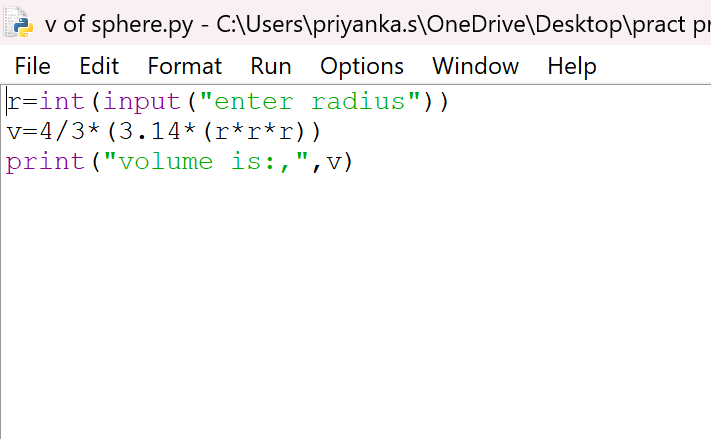 v of sphere.py - C:\Users\priyanka.s\OneDrive\Desktop\pract pr
File Edit Format Run Options Window Help
r=int(input("enter radius"))
v=4/3*(3.14*(r*r*r))
print("volume is:,",v)